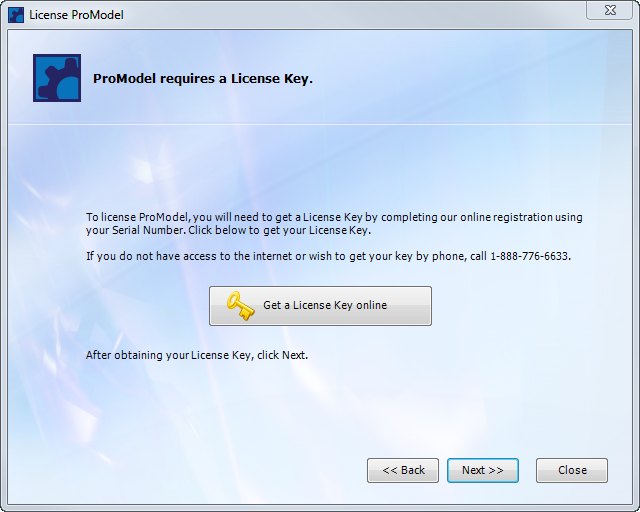 License ProModel
ProModel requires a License Key.
To license ProModel, you will need to get a License Key by completing our online registration using
your Serial Number. Click below to get your License Key.
If you do not have access to the internet or wish to get your key by phone, call 1-888-776-6633.
Get a License Key online
After obtaining your License Key, click Next.
<< Back Next >> Close